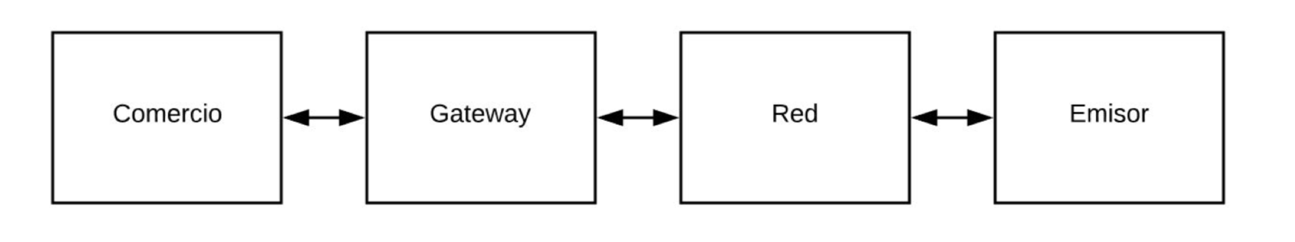 Comercio
Gateway
Red
Emisor